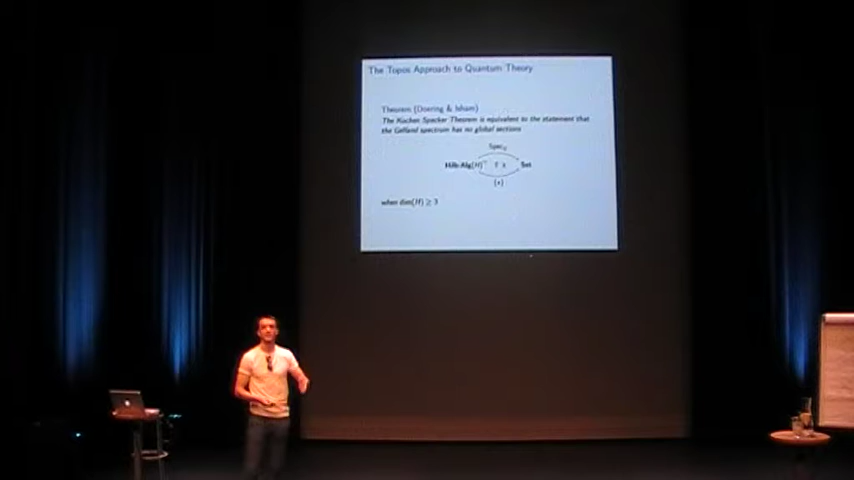 The Topos Approach to Quantum Theory
Theorem (Doering & Isham)
The Kochen Specker Theorem is equivalent to the statement that
the Gelfand spectrum has no global sections
Spec
Hilb-Alg(H) Set
{⋆}
when dim(H) ≥ 3